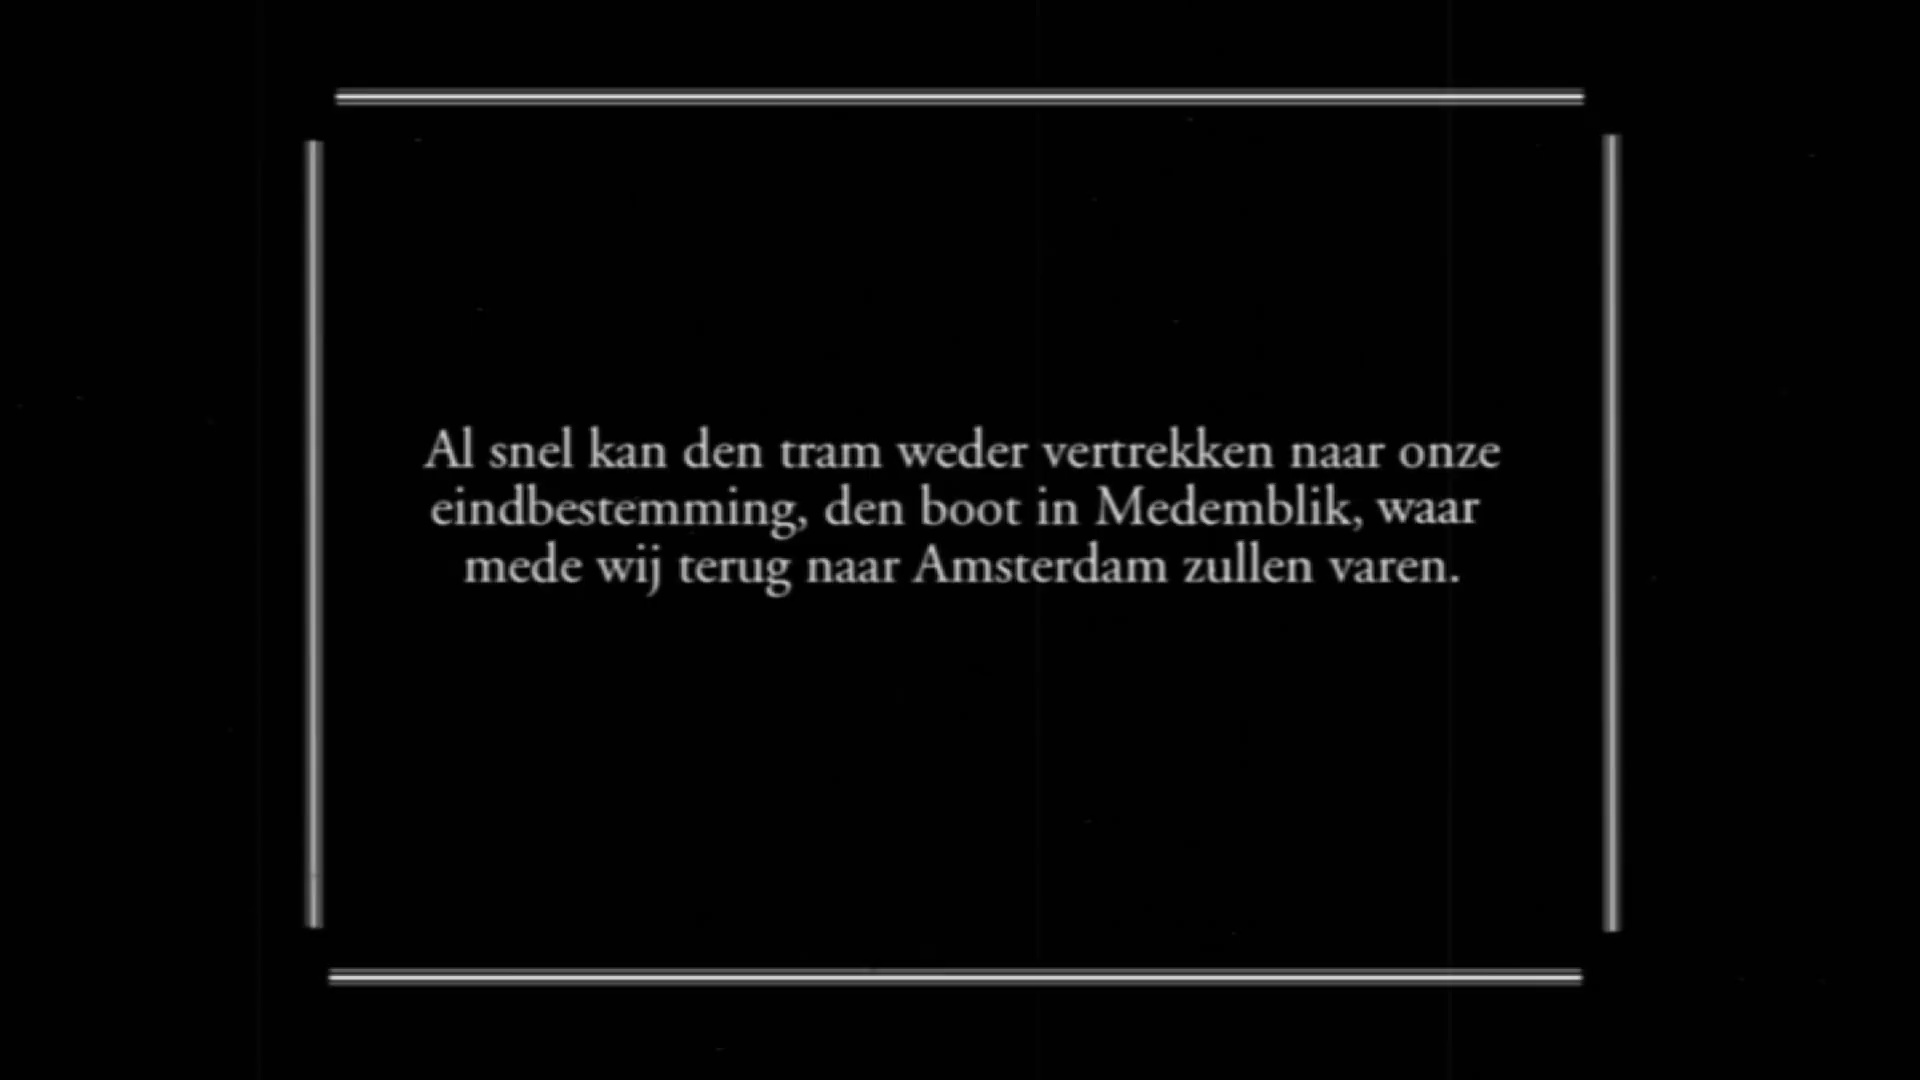 Al snel kan den tram weder vertrekken naar onze
eindbestemming, den boot in Medemblik, waar
mede wij terug naar Amsterdam zullen varen.